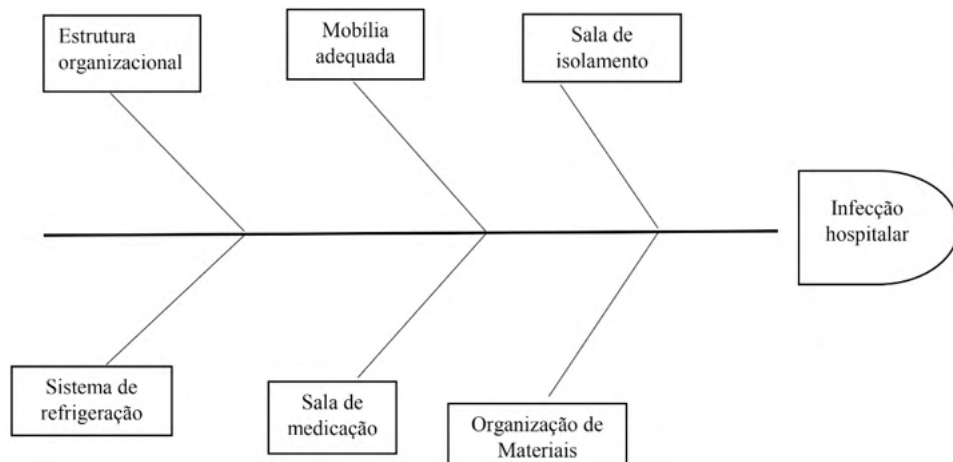 Estrutura
organizacional
Mobília
adequada
Sala de
isolamento
Infecção
hospitalar
Sistema de
refrigeração
Sala de
medicação
Organização de
Materiais